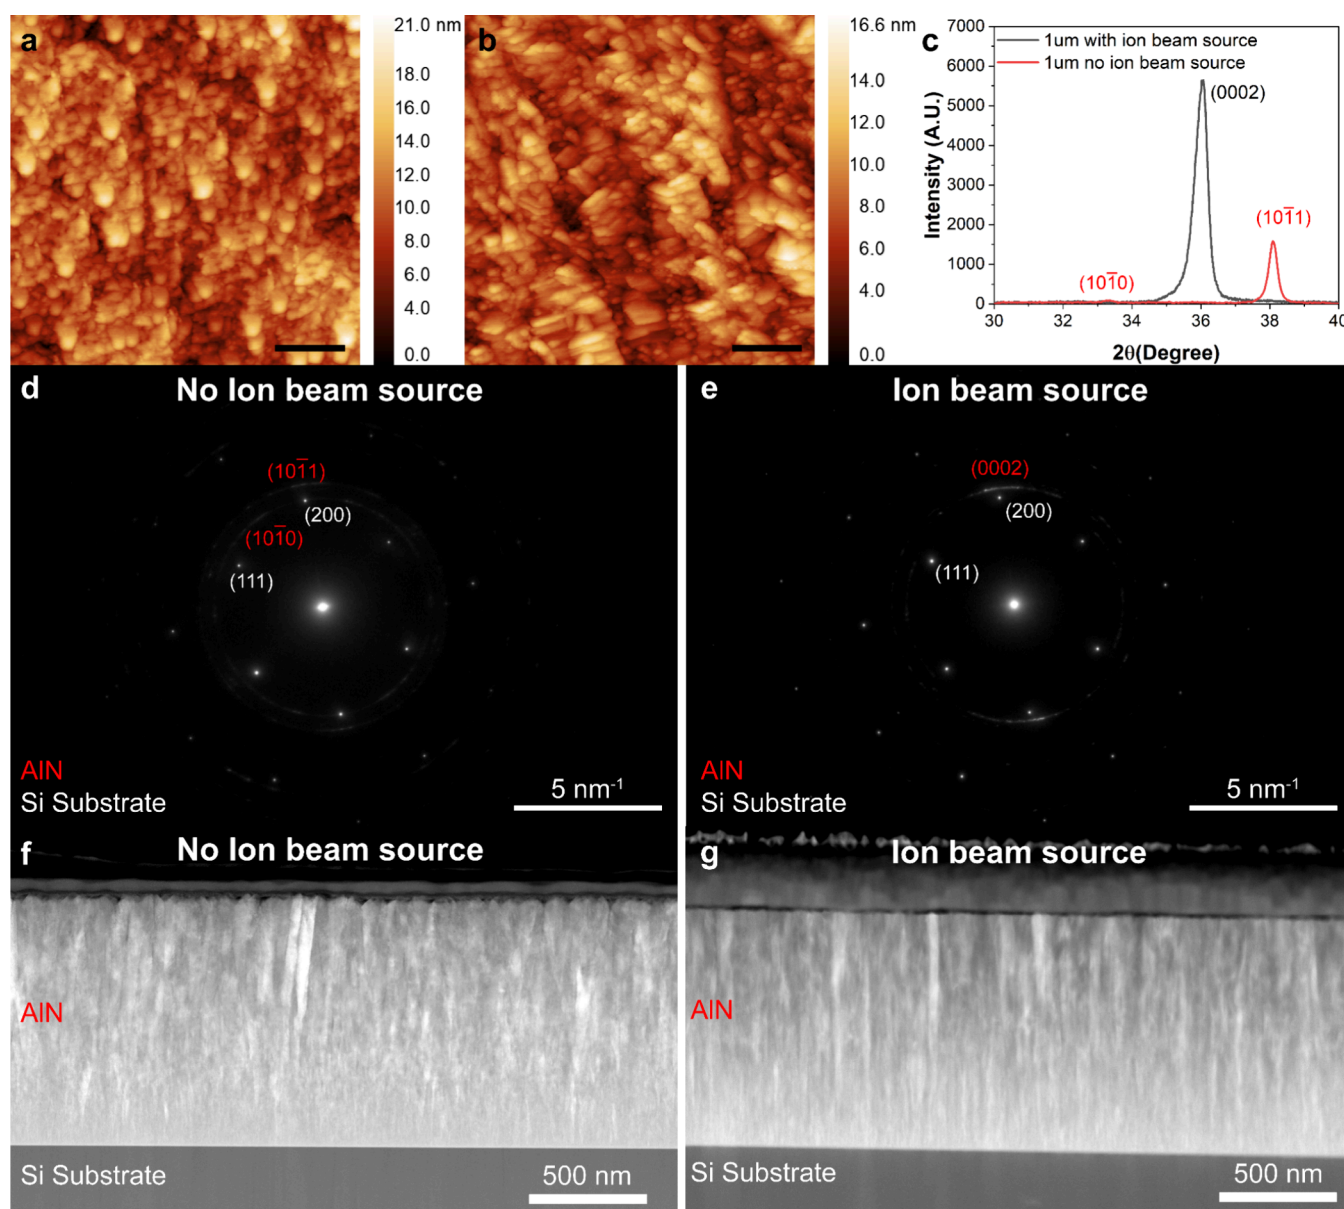 a
21.0 nm
18.0
16.0
14.0
12.0
10.0
8.0
6.0
4.0
0.0
b
16.6 nm
14.0
12.0
10.0
8.0
6.0
4.0
0.0
c
7000
6000
5000
4000
3000
2000
1000
0
Intensity (A.U.)
1um with ion beam source
1um no ion beam source
(0002)
(101̅1)
(101̅0)
30
32
34
36
38
40
2θ(Degree)
d
No Ion beam source
(101̅1)
(200)
(101̅0)
(111)
AlN
Si Substrate
5 nm⁻¹
e
Ion beam source
(0002)
(200)
(111)
AlN
Si Substrate
5 nm⁻¹
f
No Ion beam source
AlN
Si Substrate
500 nm
g
Ion beam source
AlN
Si Substrate
500 nm